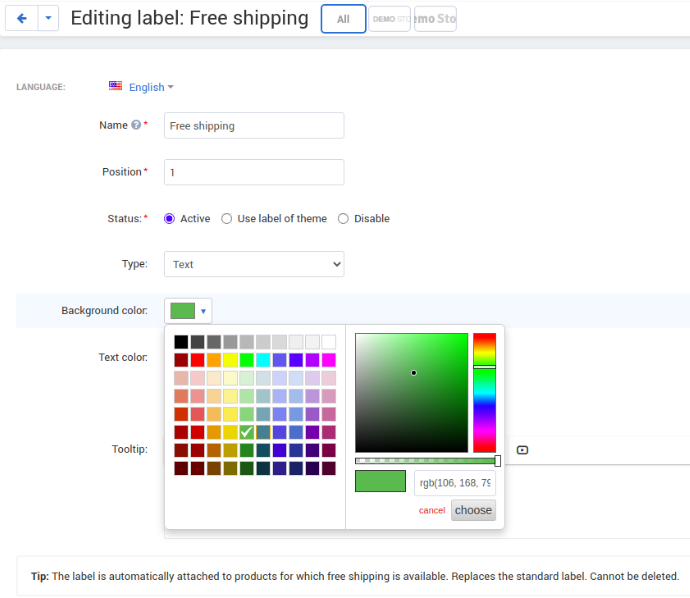 Editing label: Free shipping
All
DEMO STO
emo Sto
LANGUAGE:
English
Name
*
Free shipping
Position *
1
Status: *
Active
Use label of theme
Disable
Type:
Text
Background color:
Text color:
rgb(106, 168, 79
cancel
choose
Tooltip:
Tip: The label is automatically attached to products for which free shipping is available. Replaces the standard label. Cannot be deleted.